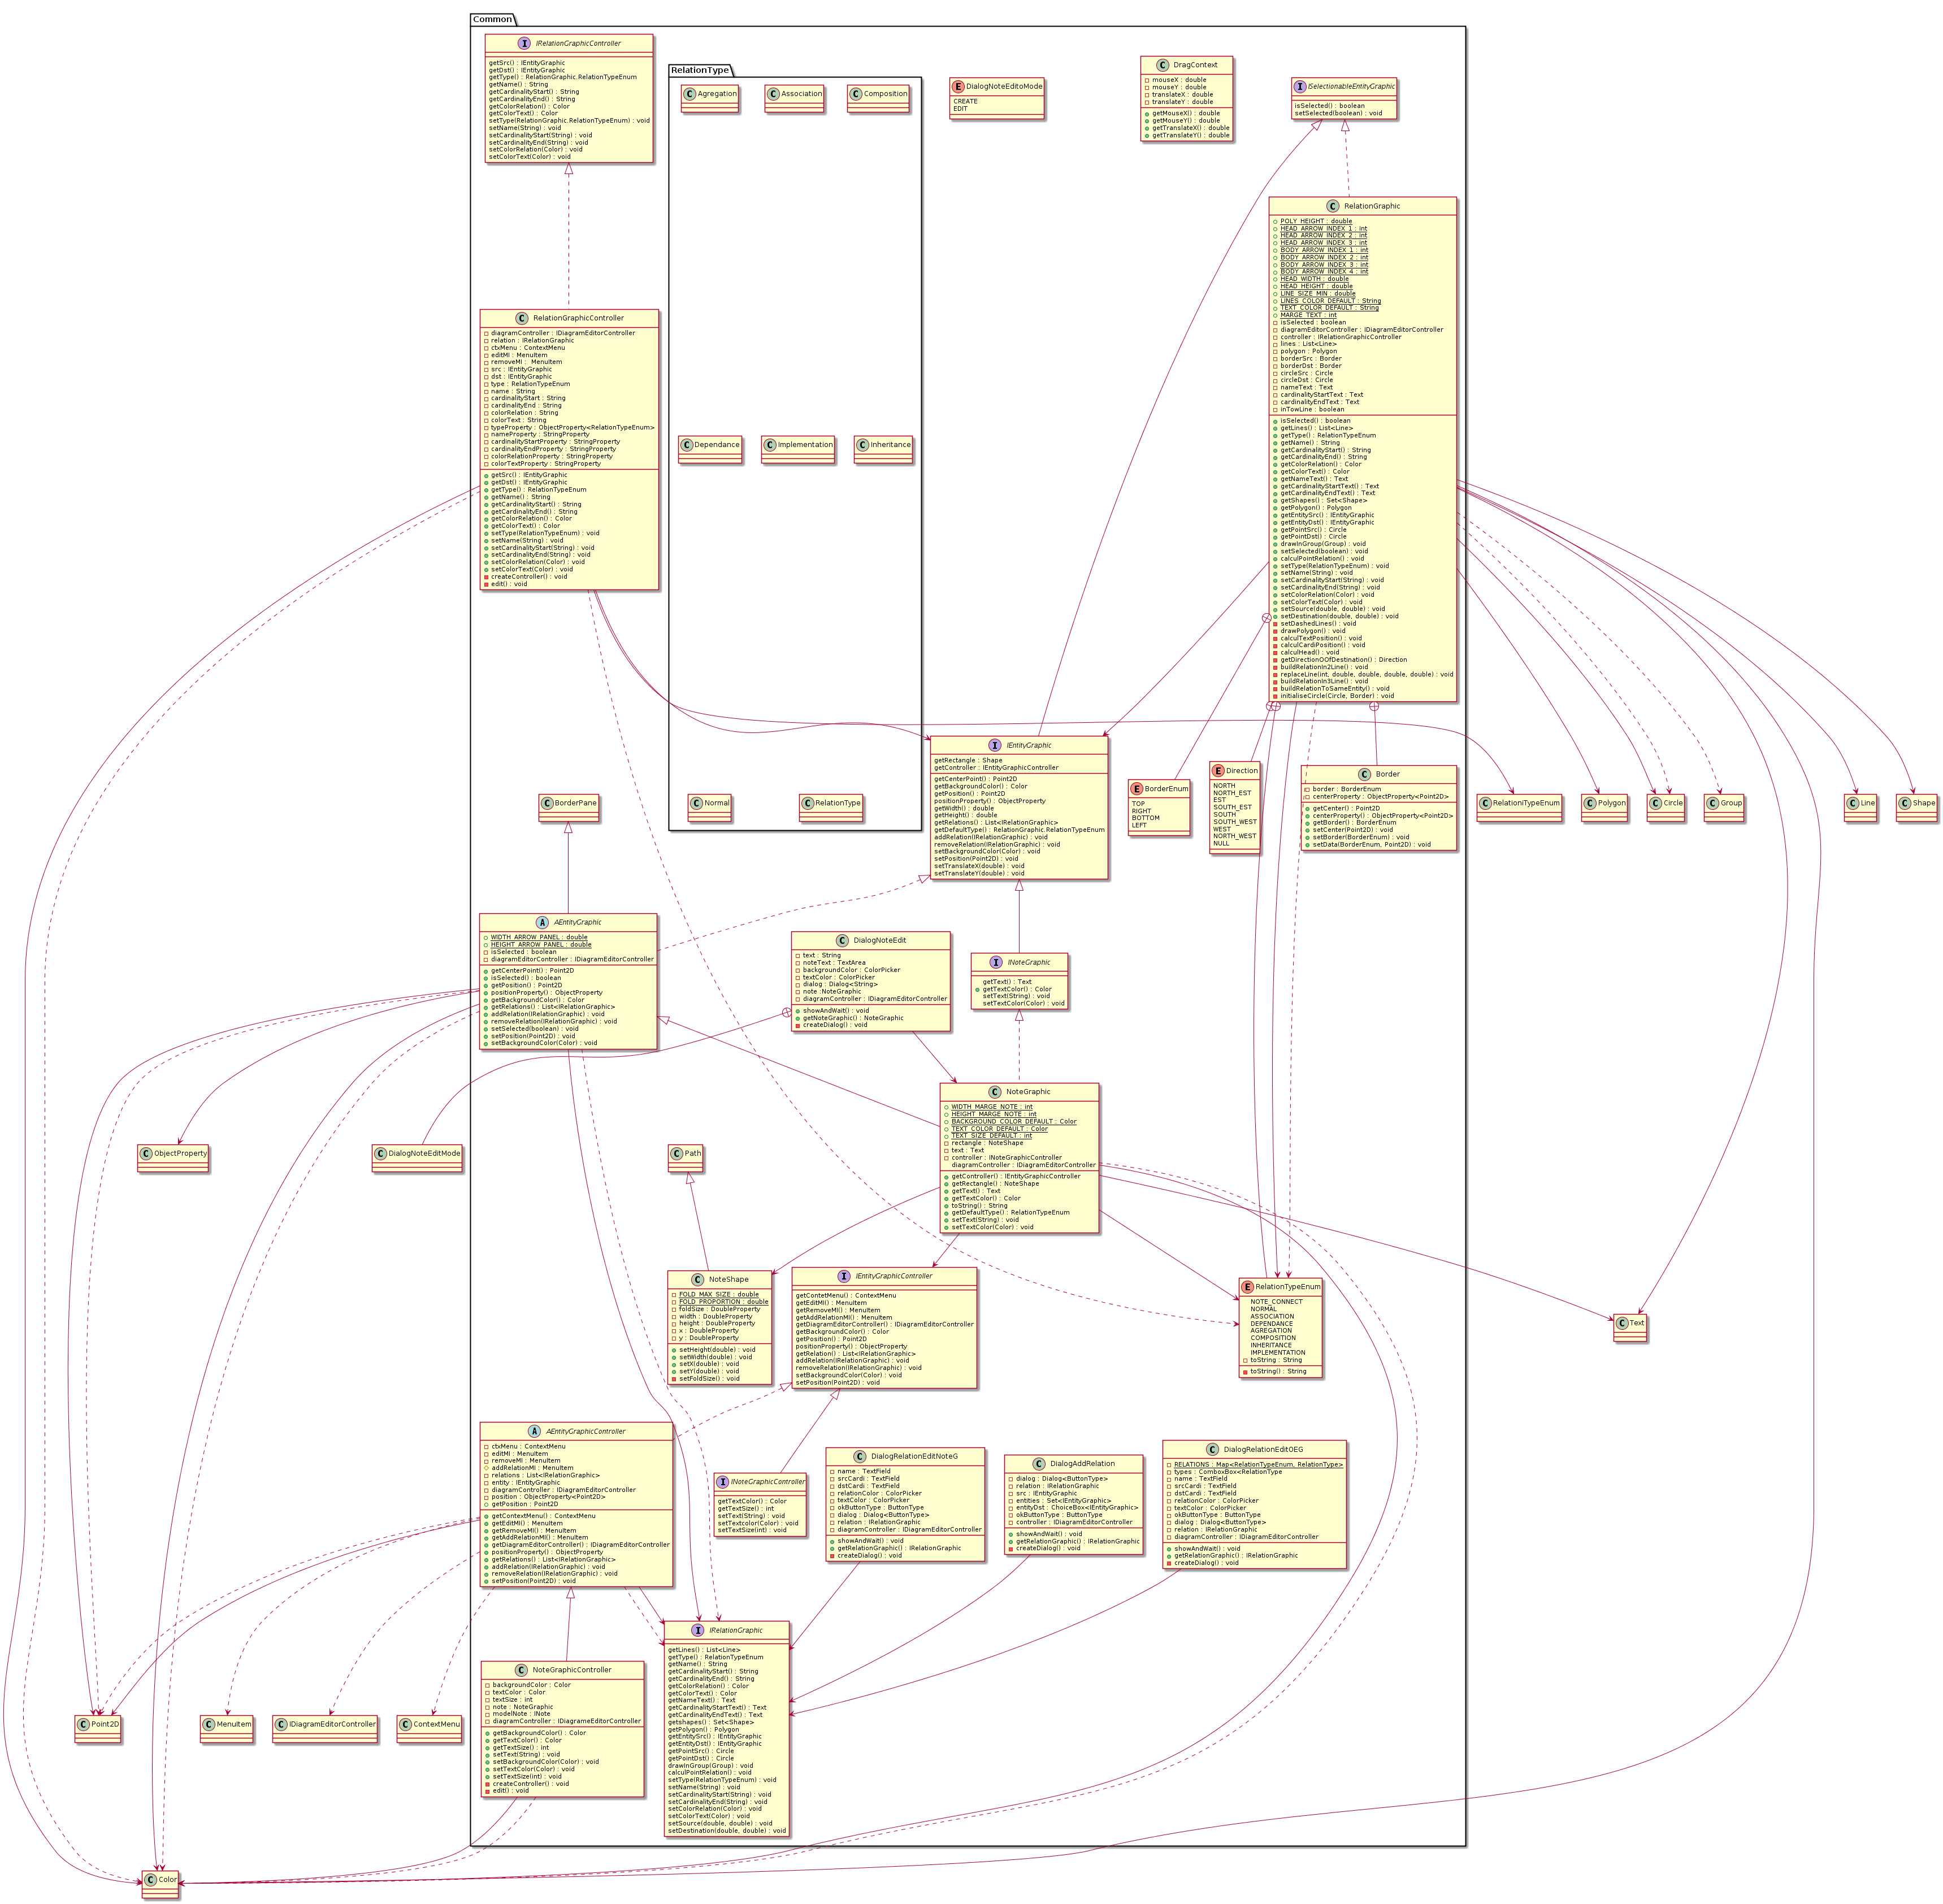 Common
IRelationGraphicController
getSrc() : IEntityGraphic
getDst() : IEntityGraphic
getType() : RelationGraphic.RelationTypeEnum
getName() : String
getCardinalityStart() : String
getCardinalityEnd() : String
getColorRelation() : Color
getColorText() : Color
setType(RelationGraphic.RelationTypeEnum) : void
setName(String) : void
setCardinalityStart(String) : void
setCardinalityEnd(String) : void
setColorRelation(Color) : void
setColorText(Color) : void
RelationType
Agregation
Association
Composition
Dependance
Implementation
Inheritance
Normal
RelationType
DialogNoteEditoMode
CREATE
EDIT
DragContext
mouseX : double
mouseY : double
translateX : double
translateY : double
getMouseX() : double
getMouseY() : double
getTranslateX() : double
getTranslateY() : double
ISelectionableEntityGraphic
isSelected() : boolean
setSelected(boolean) : void
RelationGraphic
POLY_HEIGHT : double
HEAD_ARROW_INDEX_1 : int
HEAD_ARROW_INDEX_2 : int
HEAD_ARROW_INDEX_3 : int
BODY_ARROW_INDEX_1 : int
BODY_ARROW_INDEX_2 : int
BODY_ARROW_INDEX_3 : int
BODY_ARROW_INDEX_4 : int
HEAD_WIDTH : double
HEAD_HEIGHT : double
LINE_SIZE_MIN : double
LINES_COLOR_DEFAULT : String
TEXT_COLOR_DEFAULT : String
MARGE_TEXT : int
isSelected : boolean
diagramEditorController : IDiagramEditorController
controller : IRelationGraphicController
lines : List<Line>
polygon : Polygon
borderSrc : Border
borderDst : Border
circleSrc : Circle
circleDst : Circle
nameText : Text
cardinalityStartText : Text
cardinalityEndText : Text
inTowLine : boolean
isSelected() : boolean
getLines() : List<Line>
getType() : RelationTypeEnum
getName() : String
getCardinalityStart() : String
getCardinalityEnd() : String
getColorRelation() : Color
getColorText() : Color
getNameText() : Text
getCardinalityStartText() : Text
getCardinalityEndText() : Text
getShapes() : Set<Shape>
getPolygon() : Polygon
getEntitySrc() : IEntityGraphic
getEntityDst() : IEntityGraphic
getPointSrc() : Circle
getPointDst() : Circle
drawInGroup(Group) : void
setSelected(boolean) : void
calculPointRelation() : void
setType(RelationTypeEnum) : void
setName(String) : void
setCardinalityStart(String) : void
setCardinalityEnd(String) : void
setColorRelation(Color) : void
setColorText(Color) : void
setSource(double, double) : void
setDestination(double, double) : void
setDashedLines() : void
drawPolygon() : void
calculTextPosition() : void
calculCardiPosition() : void
calculHead() : void
getDirectionOOfDestination() : Direction
buildRelationIn2Line() : void
replaceLine(int, double, double, double, double) : void
buildRelationIn3Line() : void
buildRelationToSameEntity() : void
initialiseCircle(Circle, Border) : void
RelationGraphicController
diagramController : IDiagramEditorController
relation : IRelationGraphic
ctxMenu : ContextMenu
editMI : MenuItem
removeMI :  MenuItem
src : IEntityGraphic
dst : IEntityGraphic
type : RelationTypeEnum
name : String
cardinalityStart : String
cardinalityEnd : String
colorRelation : String
colorText : String
typeProperty : ObjectProperty<RelationTypeEnum>
nameProperty : StringProperty
cardinalityStartProperty : StringProperty
cardinalityEndProperty : StringProperty
colorRelationProperty : StringProperty
colorTextProperty : StringProperty
getSrc() : IEntityGraphic
getDst() : IEntityGraphic
getType() : RelationTypeEnum
getName() : String
getCardinalityStart() : String
getCardinalityEnd() : String
getColorRelation() : Color
getColorText() : Color
setType(RelationTypeEnum) : void
setName(String) : void
setCardinalityStart(String) : void
setCardinalityEnd(String) : void
setColorRelation(Color) : void
setColorText(Color) : void
createController() : void
edit() : void
IEntityGraphic
getRectangle : Shape
getController : IEntityGraphicController
getCenterPoint() : Point2D
getBackgroundColor() : Color
getPosition() : Point2D
positionProperty() : ObjectProperty
getWidth() : double
getHeight() : double
getRelations() : List<IRelationGraphic>
getDefaultType() : RelationGraphic.RelationTypeEnum
addRelation(IRelationGraphic) : void
removeRelation(IRelationGraphic) : void
setBackgroundColor(Color) : void
setPosition(Point2D) : void
setTranslateX(double) : void
setTranslateY(double) : void
BorderEnum
TOP
RIGHT
BOTTOM
LEFT
Direction
NORTH
NORTH_EST
EST
SOUTH_EST
SOUTH
SOUTH_WEST
WEST
NORTH_WEST
NULL
Border
border : BorderEnum
centerProperty : ObjectProperty<Point2D>
getCenter() : Point2D
centerProperty() : ObjectProperty<Point2D>
getBorder() : BorderEnum
setCenter(Point2D) : void
setBorder(BorderEnum) : void
setData(BorderEnum, Point2D) : void
RelationiTypeEnum
Polygon
Circle
Group
Line
Shape
BorderPane
AEntityGraphic
WIDTH_ARROW_PANEL : double
HEIGHT_ARROW_PANEL : double
isSelected : boolean
diagramEditorController : IDiagramEditorController
getCenterPoint() : Point2D
isSelected() : boolean
getPosition() : Point2D
positionProperty() : ObjectProperty
getBackgroundColor() : Color
getRelations() : List<IRelationGraphic>
addRelation(IRelationGraphic) : void
removeRelation(IRelationGraphic) : void
setSelected(boolean) : void
setPosition(Point2D) : void
setBackgroundColor(Color) : void
DialogNoteEdit
text : String
noteText : TextArea
backgroundColor : ColorPicker
textColor : ColorPicker
dialog : Dialog<String>
note :NoteGraphic
diagramController : IDiagramEditorController
showAndWait() : void
getNoteGraphic() : NoteGraphic
createDialog() : void
INoteGraphic
getText() : Text
getTextColor() : Color
setText(String) : void
setTextColor(Color) : void
NoteGraphic
WIDTH_MARGE_NOTE : int
HEIGHT_MARGE_NOTE : int
BACKGROUND_COLOR_DEFAULT : Color
TEXT_COLOR_DEFAULT : Color
TEXT_SIZE_DEFAULT : int
rectangle : NoteShape
text : Text
controller : INoteGraphicController
diagramController : IDiagramEditorController
getController() : IEntityGraphicController
getRectangle() : NoteShape
getText() : Text
getTextColor() : Color
toString() : String
getDefaultType() : RelationTypeEnum
setText(String) : void
setTextColor(Color) : void
ObjectProperty
DialogNoteEditMode
Path
NoteShape
FOLD_MAX_SIZE : double
FOLD_PROPORTION : double
foldSize : DoubleProperty
width : DoubleProperty
height : DoubleProperty
x : DoubleProperty
y : DoubleProperty
setHeight(double) : void
setWidth(double) : void
setX(double) : void
setY(double) : void
setFoldSize() : void
IEntityGraphicController
getContetMenu() : ContextMenu
getEditMI() : MenuItem
getRemoveMI() : MenuItem
getAddRelationMI() : MenuItem
getDiagramEditorController() : IDiagramEditorController
getBackgroundColor() : Color
getPosition() : Point2D
positionProperty() : ObjectProperty
getRelation() : List<IRelationGraphic>
addRelation(IRelationGraphic) : void
removeRelation(IRelationGraphic) : void
setBackgroundColor(Color) : void
setPosition(Point2D) : void
RelationTypeEnum
NOTE_CONNECT
NORMAL
ASSOCIATION
DEPENDANCE
AGREGATION
COMPOSITION
INHERITANCE
IMPLEMENTATION
toString : String
toString() : String
Text
AEntityGraphicController
ctxMenu : ContextMenu
editMI : MenuItem
removeMI : MenuItem
addRelationMI : MenuItem
relations : List<IRelationGraphic>
entity : IEntityGraphic
diagramController : IDiagramEditorController
position : ObjectProperty<Point2D>
getPosition : Point2D
getContextMenu() : ContextMenu
getEditMI() : MenuItem
getRemoveMI() : MenuItem
getAddRelationMI() : MenuItem
getDiagramEditorController() : IDiagramEditorController
positionProperty() : ObjectProperty
getRelations() : List<IRelationGraphic>
addRelation(IRelationGraphic) : void
removeRelation(IRelationGraphic) : void
setPosition(Point2D) : void
INoteGraphicController
getTextColor() : Color
getTextSize() : int
setText(String) : void
setTextcolor(Color) : void
setTextSize(int) : void
DialogRelationEditNoteG
name : TextField
srcCardi : TextField
dstCardi : TextField
relationColor : ColorPicker
textColor : ColorPicker
okButtonType : ButtonType
dialog : Dialog<ButtonType>
relation : IRelationGraphic
diagramController : IDiagramEditorController
showAndWait() : void
getRelationGraphic() : IRelationGraphic
createDialog() : void
DialogAddRelation
dialog : Dialog<ButtonType>
relation : IRelationGraphic
src : IEntityGraphic
entities : Set<IEntityGraphic>
entityDst : ChoiceBox<IEntityGraphic>
okButtonType : ButtonType
controller : IDiagramEditorController
showAndWait() : void
getRelationGraphic() : IRelationGraphic
createDialog() : void
DialogRelationEditOEG
RELATIONS : Map<RelationTypeEnum, RelationType>
types : ComboxBox<RelationType
name : TextField
srcCardi : TextField
dstCardi : TextField
relationColor : ColorPicker
textColor : ColorPicker
okButtonType : ButtonType
dialog : Dialog<ButtonType>
relation : IRelationGraphic
diagramController : IDiagramEditorController
showAndWait() : void
getRelationGraphic() : IRelationGraphic
createDialog() : void
NoteGraphicController
backgroundColor : Color
textColor : Color
textSize : int
note : NoteGraphic
modelNote : INote
diagramController : IDiagrameEditorController
getBackgroundColor() : Color
getTextColor() : Color
getTextSize() : int
setText(String) : void
setBackgroundColor(Color) : void
setTextColor(Color) : void
setTextSize(int) : void
createController() : void
edit() : void
IRelationGraphic
getLines() : List<Line>
getType() : RelationTypeEnum
getName() : String
getCardinalityStart() : String
getCardinalityEnd() : String
getColorRelation() : Color
getColorText() : Color
getNameText() : Text
getCardinalityStartText() : Text
getCardinalityEndText() : Text
getshapes() : Set<Shape>
getPolygon() : Polygon
getEntitySrc() : IEntityGraphic
getEntityDst() : IEntityGraphic
getPointSrc() : Circle
getPointDst() : Circle
drawInGroup(Group) : void
calculPointRelation() : void
setType(RelationTypeEnum) : void
setName(String) : void
setCardinalityStart(String) : void
setCardinalityEnd(String) : void
setColorRelation(Color) : void
setColorText(Color) : void
setSource(double, double) : void
setDestination(double, double) : void
Point2D
MenuItem
IDiagramEditorController
ContextMenu
Color